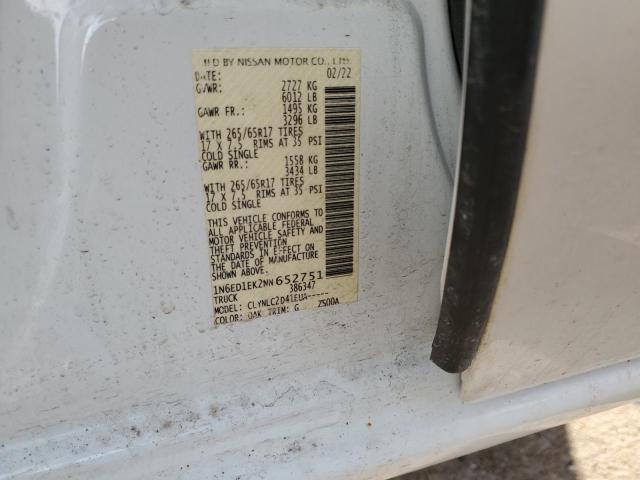 MFD BY NISSAN MOTOR CO., LTD.
DATE: 02/22
GVWR: 2727 KG
6012 LB
GAWR FR.: 1495 KG
3296 LB
WITH 265/65R17 TIRES
17 X 7.5 RIMS AT 35 PSI
COLD SINGLE
GAWR RR.: 1558 KG
3434 LB
WITH 265/65R17 TIRES
17 X 7.5 RIMS AT 35 PSI
COLD SINGLE
THIS VEHICLE CONFORMS TO
ALL APPLICABLE FEDERAL
MOTOR VEHICLE SAFETY AND
THEFT PREVENTION
STANDARDS IN EFFECT ON
THE DATE OF MANUFACTURE
SHOWN ABOVE.
1N6ED1EK2NN652751
TRUCK 386347
MODEL: CLYNLC2D41EUA-----
COLOR: QAK TRIM: G ZS00A